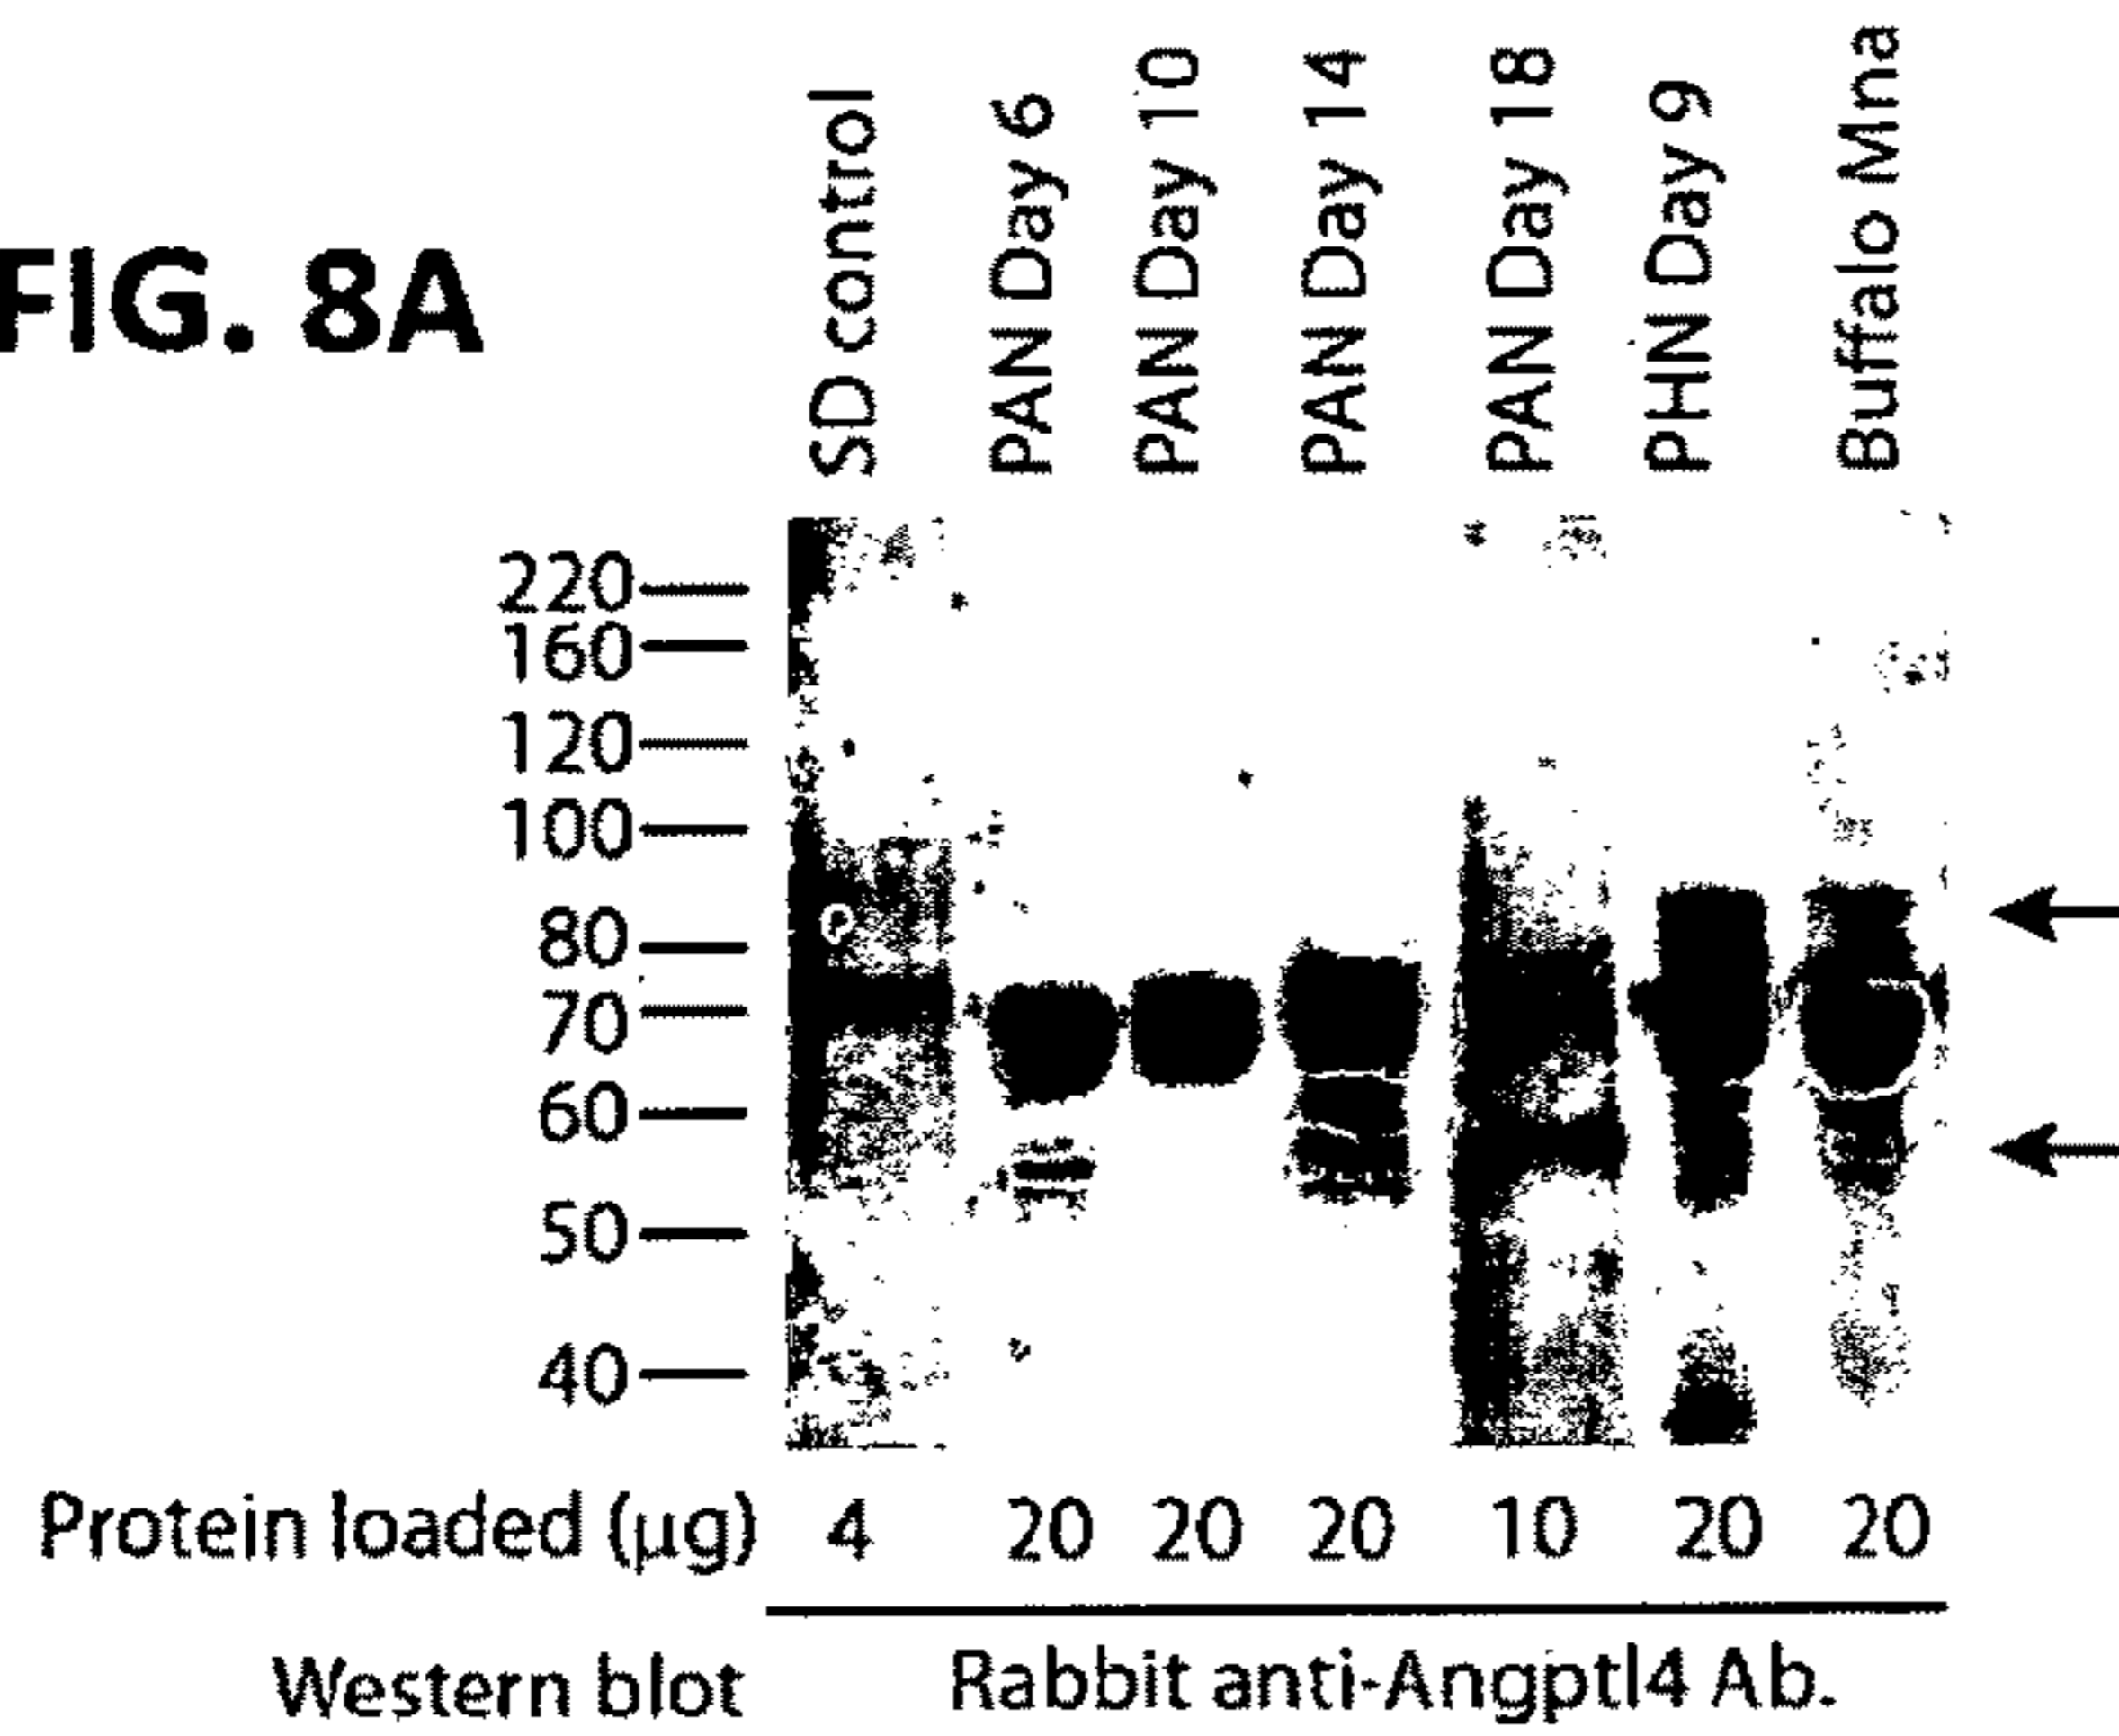 FIG. 8A
SD control
PAN Day 6
PAN Day 10
PAN Day 14
PAN Day 18
PHN Day 9
Buffalo Mna
220
160
120
100
80
70
60
50
40
Protein loaded (µg) 4 20 20 20 10 20 20
Western blot Rabbit anti-Angptl4 Ab.